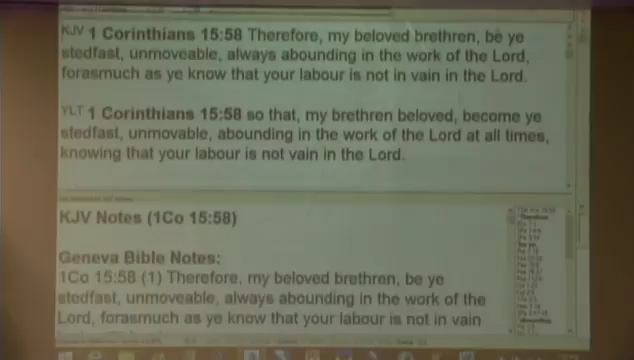 KJV 1 Corinthians 15:58 Therefore, my beloved brethren, be ye
stedfast, unmoveable, always abounding in the work of the Lord,
forasmuch as ye know that your labour is not in vain in the Lord.
YLT 1 Corinthians 15:58 so that, my brethren beloved, become ye
stedfast, unmovable, abounding in the work of the Lord at all times,
knowing that your labour is not vain in the Lord.
KJV Notes (1Co 15:58)
Geneva Bible Notes:
1Co 15:58 (1) Therefore, my beloved brethren, be ye
stedfast, unmoveable, always abounding in the work of the
Lord, forasmuch as ye know that your labour is not in vain